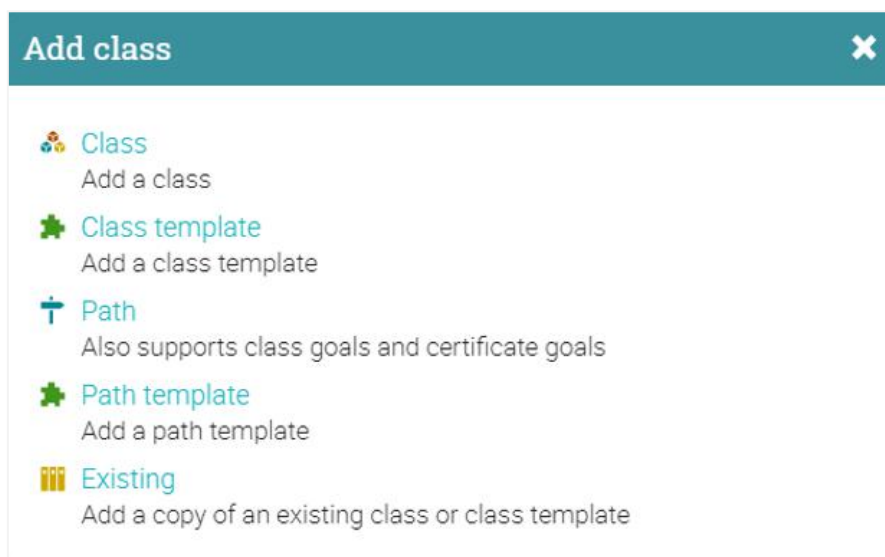 Add class
Class
Add a class
Class template
Add a class template
Path
Also supports class goals and certificate goals
Path template
Add a path template
Existing
Add a copy of an existing class or class template